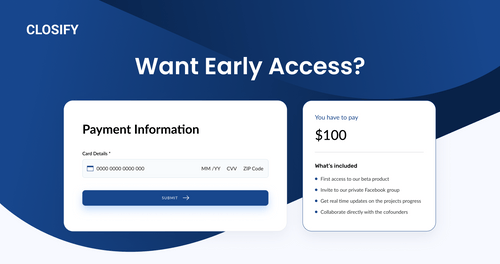 CLOSIFY
Want Early Access?
Payment Information
Card Details *
0000 0000 0000 000 MM /YY CVV ZIP Code
SUBMIT
You have to pay
$100
What's included
First access to our beta product
Invite to our private Facebook group
Get real time updates on the projects progress
Collaborate directly with the cofounders